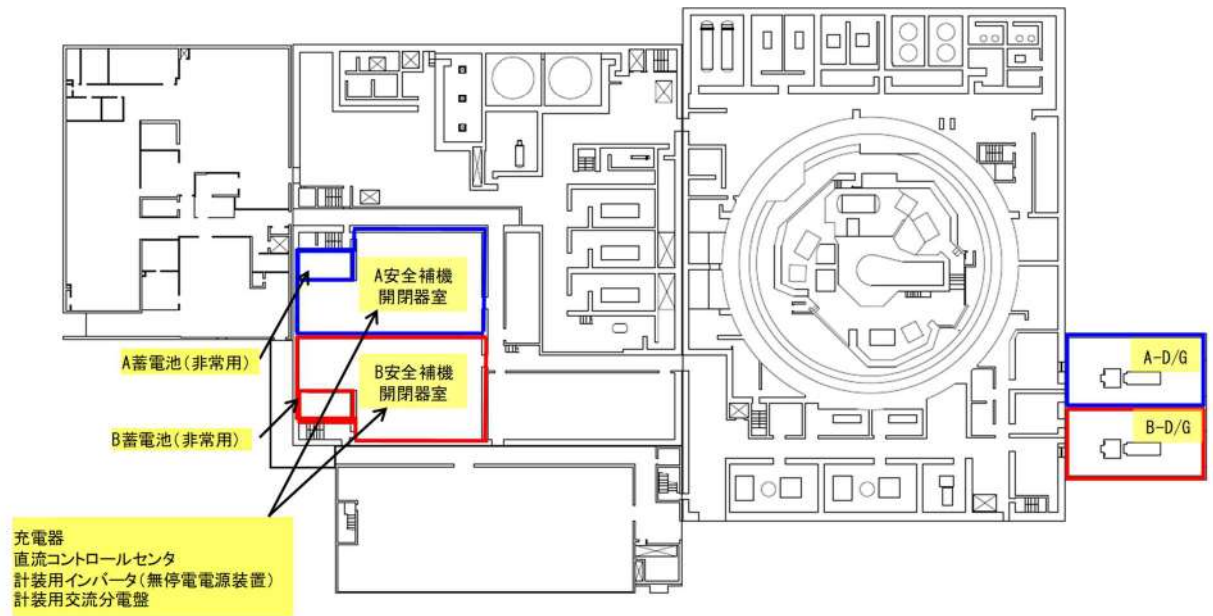 A安全補機
開閉器室
A蓄電池(非常用)
B安全補機
開閉器室
B蓄電池(非常用)
A-D/G
B-D/G
充電器
直流コントロールセンタ
計装用インバータ(無停電電源装置)
計装用交流分電盤